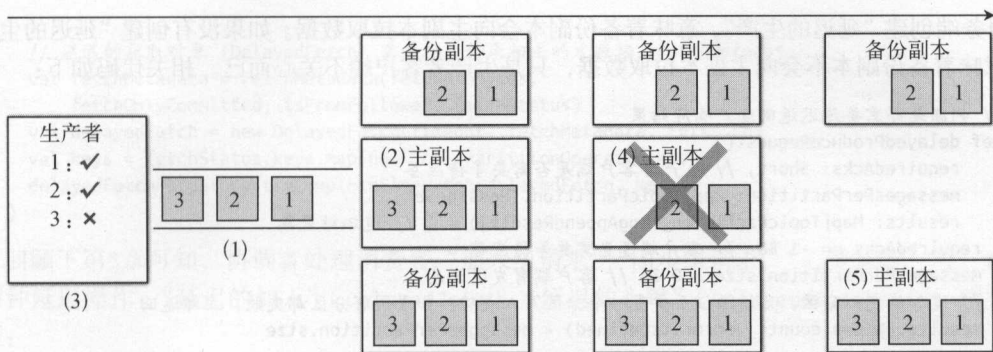 备份副本
2 1
备份副本
2 1
备份副本
2 1
生产者
1: ✓
2: ✓
3: ×
(3)
3 2 1
(1)
(2) 主副本
3 2
(4) 主副本
2
备份副本
3 2 1
备份副本
3 2 1
(5) 主副本
3 2 1